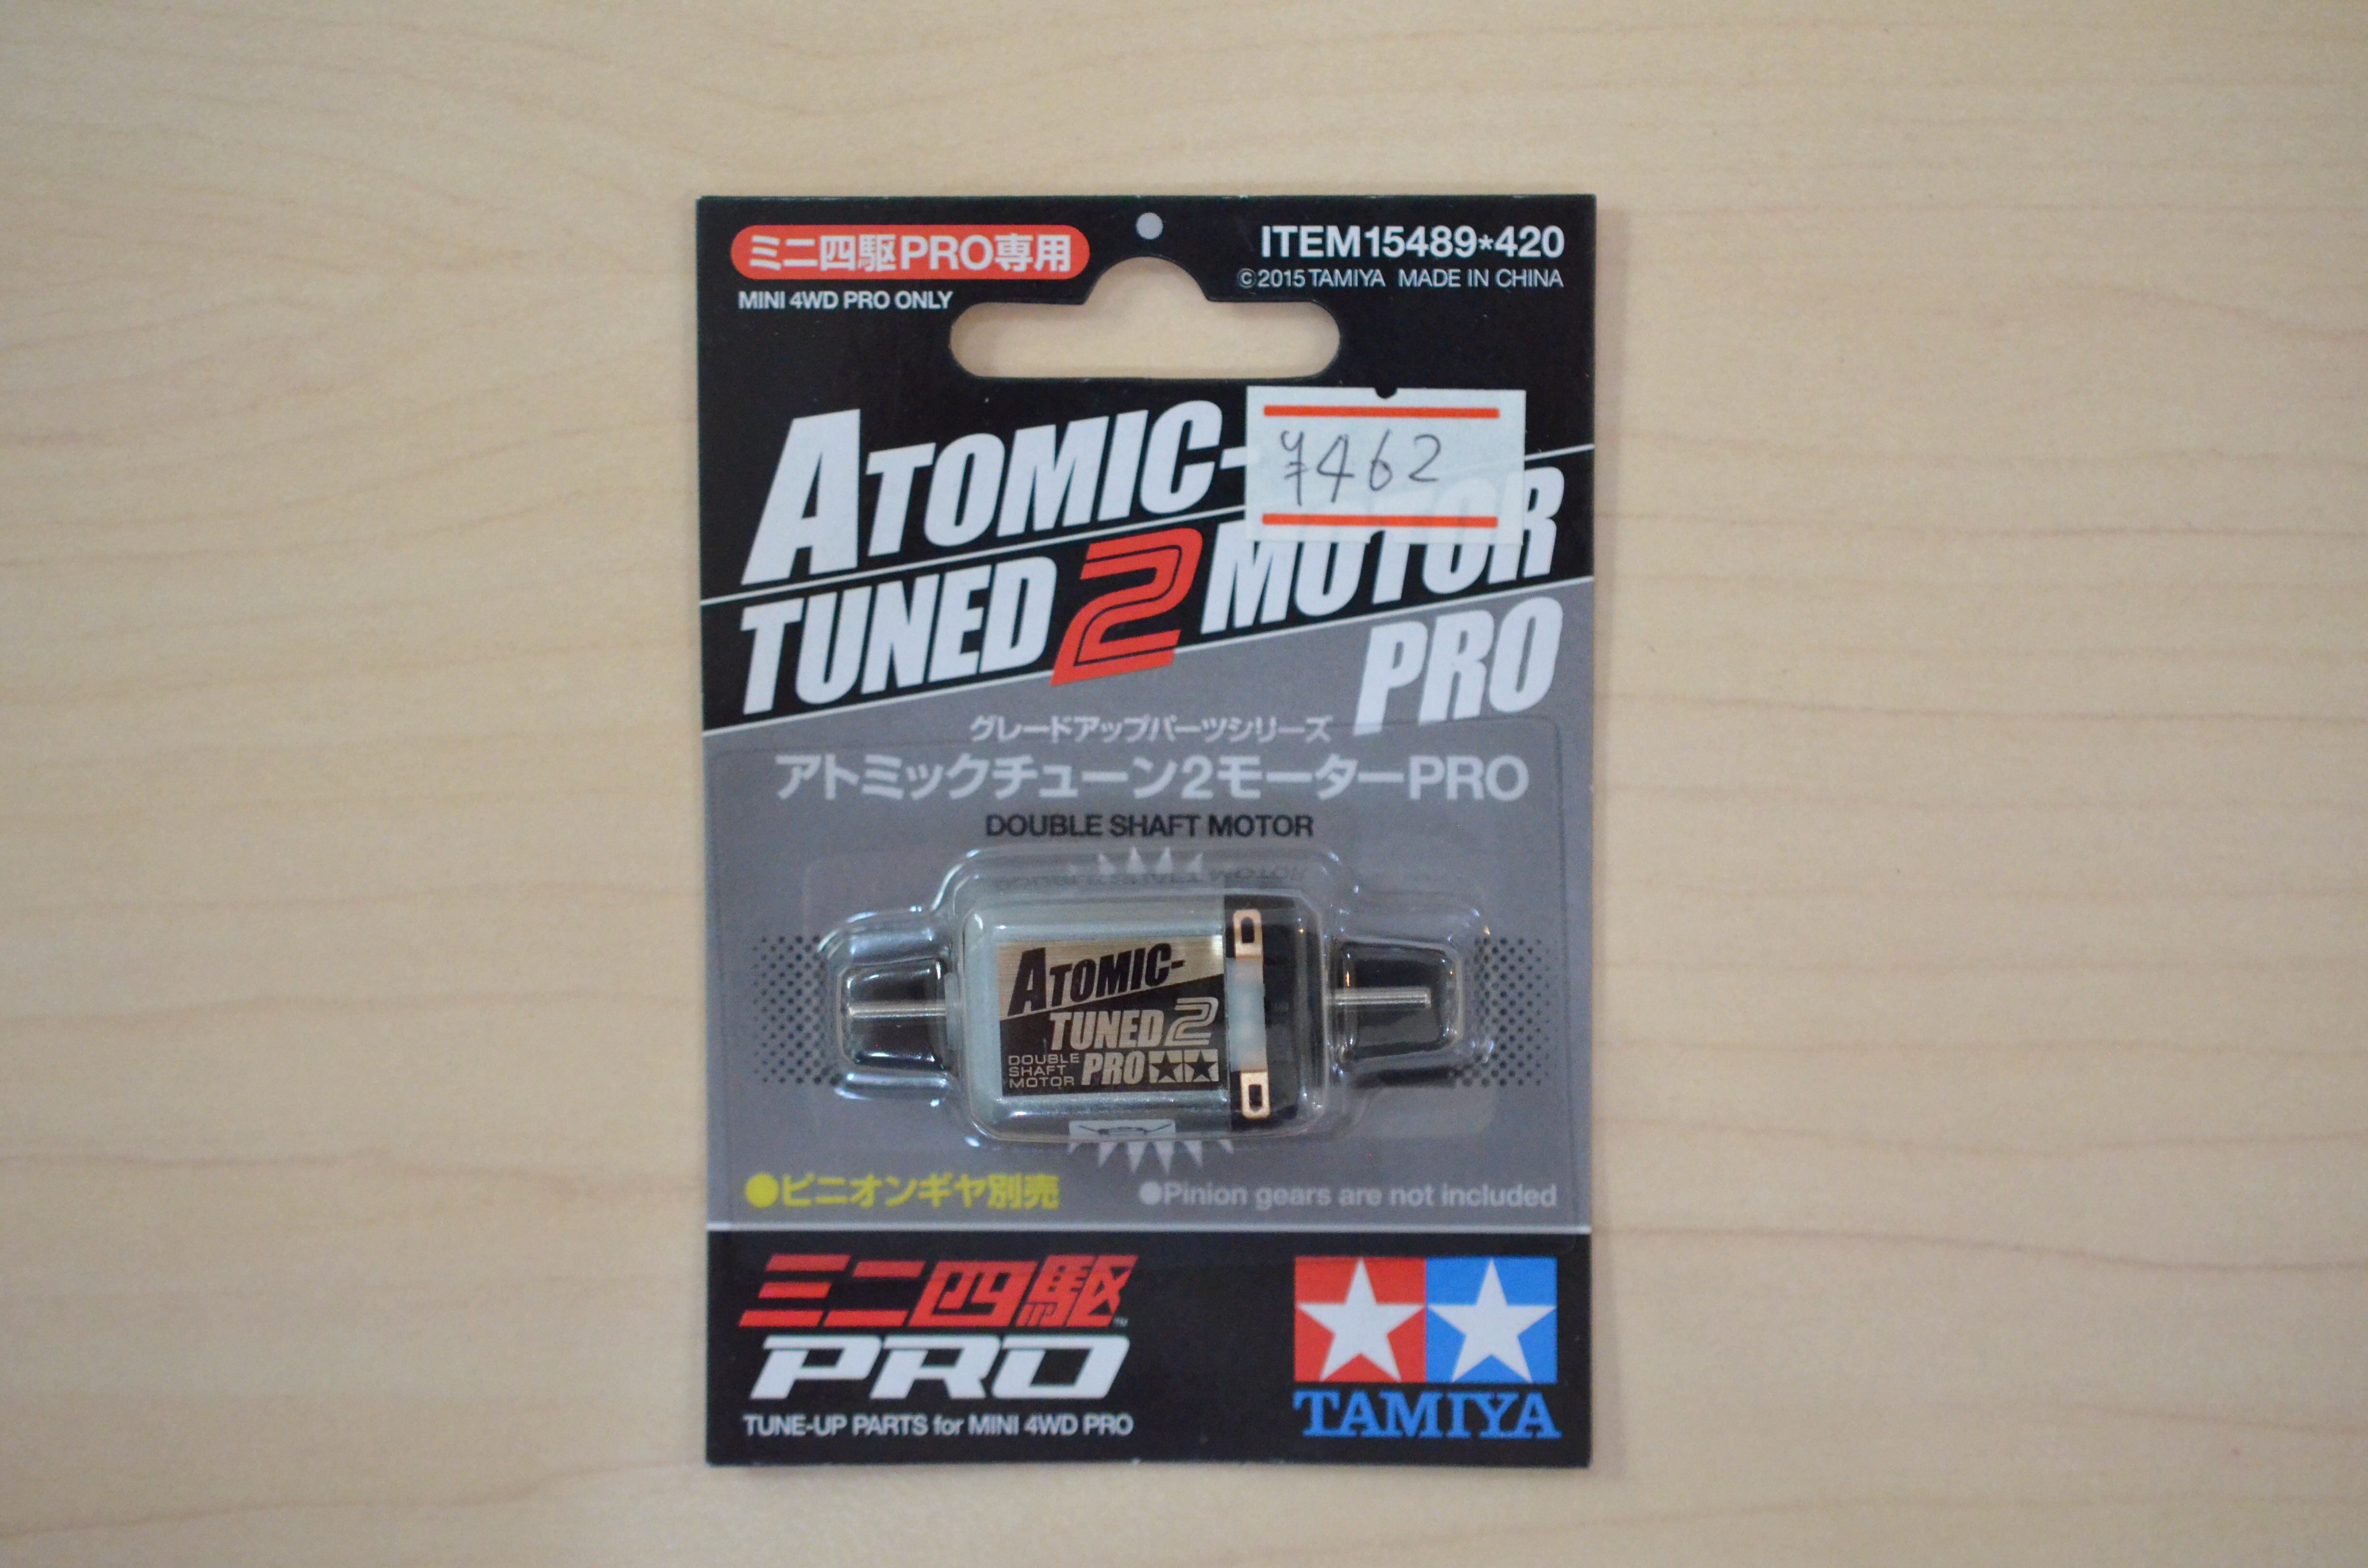 ミニ四駆PRO専用
MINI 4WD PRO ONLY
ITEM15489*420
©2015 TAMIYA MADE IN CHINA
¥462
ATOMIC-
TUNED 2 MOTOR
PRO
グレードアップパーツシリーズ
アトミックチューン2モーターPRO
DOUBLE SHAFT MOTOR
ATOMIC-
TUNED 2
DOUBLE
SHAFT
MOTOR
PRO
●ピニオンギヤ別売
●Pinion gears are not included
ミニ四駆™
PRO
TUNE-UP PARTS for MINI 4WD PRO
TAMIYA